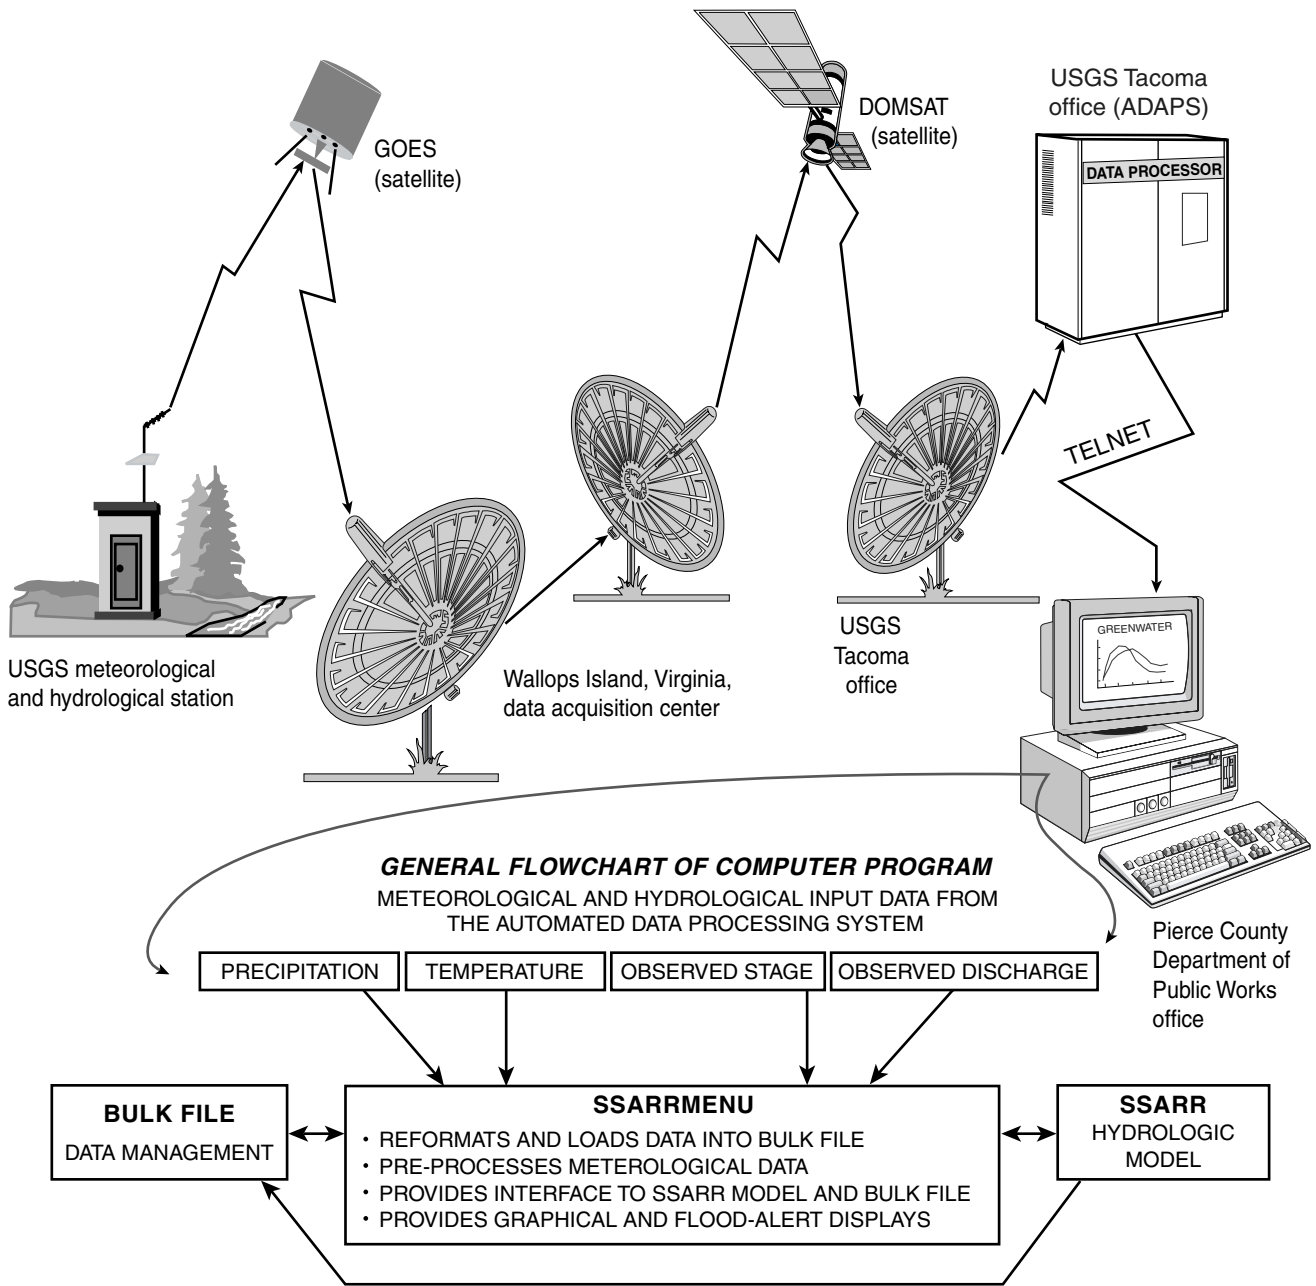 GOES
(satellite)
DOMSAT
(satellite)
USGS Tacoma
office (ADAPS)
DATA PROCESSOR
TELNET
USGS meteorological
and hydrological station
Wallops Island, Virginia,
data acquisition center
USGS
Tacoma
office
GREENWATER
Pierce County
Department of
Public Works
office
GENERAL FLOWCHART OF COMPUTER PROGRAM
METEOROLOGICAL AND HYDROLOGICAL INPUT DATA FROM
THE AUTOMATED DATA PROCESSING SYSTEM
PRECIPITATION
TEMPERATURE
OBSERVED STAGE
OBSERVED DISCHARGE
BULK FILE
DATA MANAGEMENT
SSARRMENU
• REFORMATS AND LOADS DATA INTO BULK FILE
• PRE-PROCESSES METEROLOGICAL DATA
• PROVIDES INTERFACE TO SSARR MODEL AND BULK FILE
• PROVIDES GRAPHICAL AND FLOOD-ALERT DISPLAYS
SSARR
HYDROLOGIC
MODEL